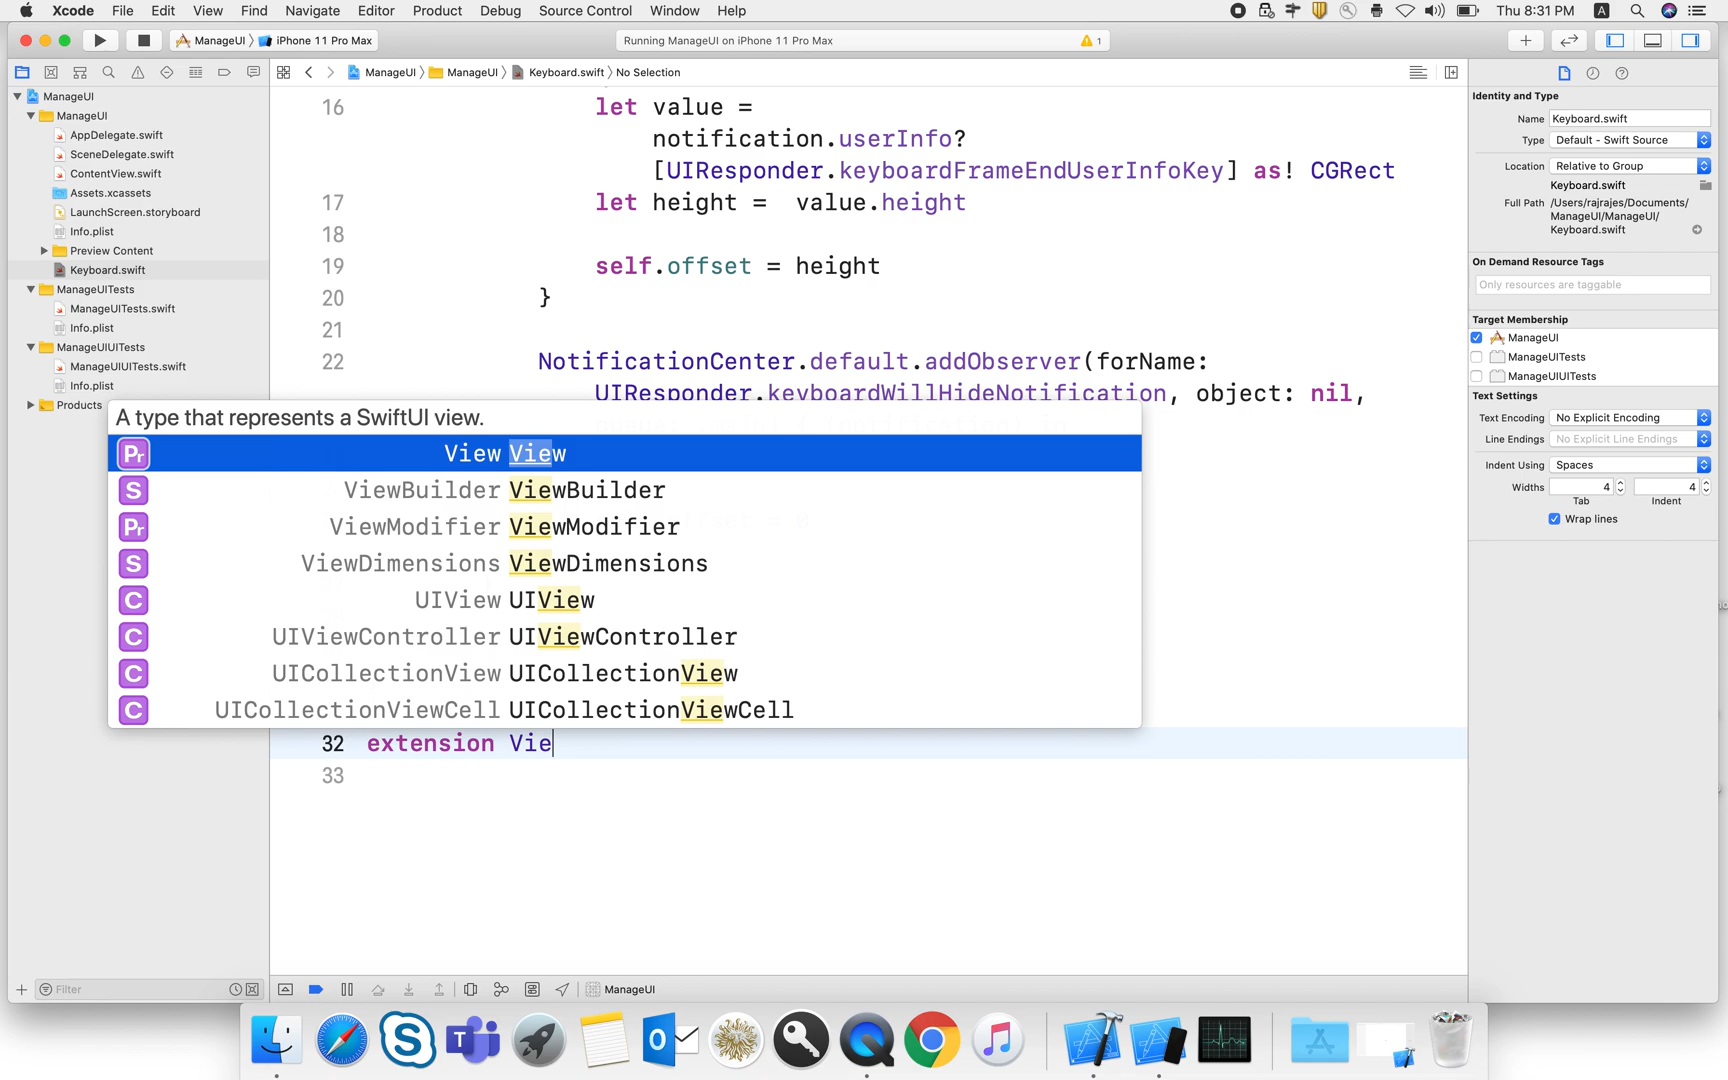 Xcode File Edit View Find Navigate Editor Product Debug Source Control Window Help
Thu 8:31 PM A
ManageUI iPhone 11 Pro Max
Running ManageUI on iPhone 11 Pro Max
1
ManageUI ManageUI Keyboard.swift No Selection
ManageUI
ManageUI
AppDelegate.swift
SceneDelegate.swift
ContentView.swift
Assets.xcassets
LaunchScreen.storyboard
Info.plist
Preview Content
Keyboard.swift
ManageUITests
ManageUITests.swift
Info.plist
ManageUIUITests
ManageUIUITests.swift
Info.plist
Products
Filter
16 let value =
notification.userInfo?
[UIResponder.keyboardFrameEndUserInfoKey] as! CGRect
17 let height =  value.height
18
19 self.offset = height
20 }
21
22 NotificationCenter.default.addObserver(forName:
UIResponder.keyboardWillHideNotification, object: nil,
A type that represents a SwiftUI view.
Pr View View
S ViewBuilder ViewBuilder
Pr ViewModifier ViewModifier
S ViewDimensions ViewDimensions
C UIView UIView
C UIViewController UIViewController
C UICollectionView UICollectionView
C UICollectionViewCell UICollectionViewCell
32 extension Vie
33
ManageUI
Identity and Type
Name Keyboard.swift
Type Default - Swift Source
Location Relative to Group
Keyboard.swift
Full Path /Users/rajrajes/Documents/
ManageUI/ManageUI/
Keyboard.swift
On Demand Resource Tags
Only resources are taggable
Target Membership
ManageUI
ManageUITests
ManageUIUITests
Text Settings
Text Encoding No Explicit Encoding
Line Endings No Explicit Line Endings
Indent Using Spaces
Widths 4 4
Tab Indent
Wrap lines